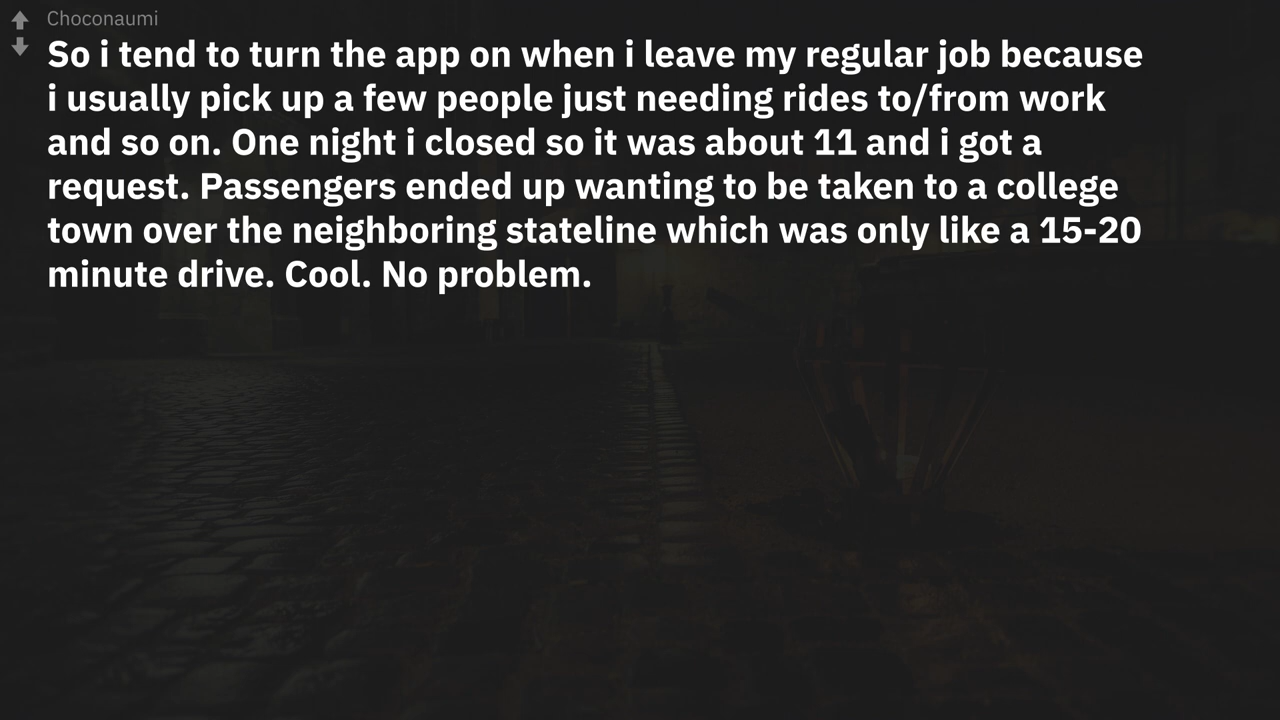 Choconaumi
So i tend to turn the app on when i leave my regular job because
i usually pick up a few people just needing rides to/from work
and so on. One night i closed so it was about 11 and i got a
request. Passengers ended up wanting to be taken to a college
town over the neighboring stateline which was only like a 15-20
minute drive. Cool. No problem.